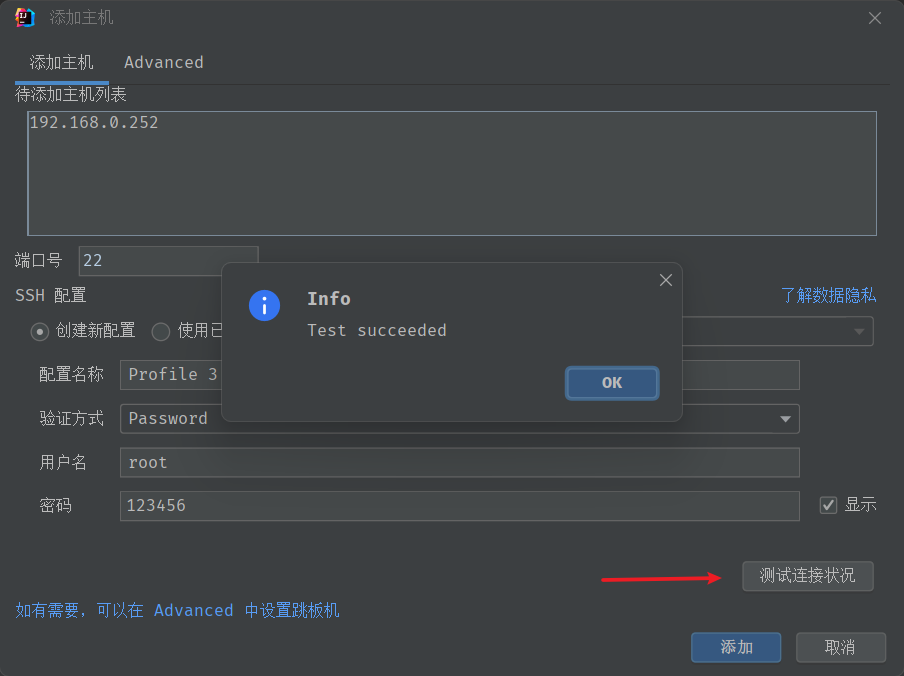 添加主机
添加主机 Advanced
待添加主机列表
192.168.0.252
端口号 22
SSH 配置 了解数据隐私
创建新配置 使用已
配置名称 Profile 3
验证方式 Password
用户名 root
密码 123456 显示
Info
Test succeeded
OK
测试连接状况
如有需要，可以在 Advanced 中设置跳板机
添加 取消